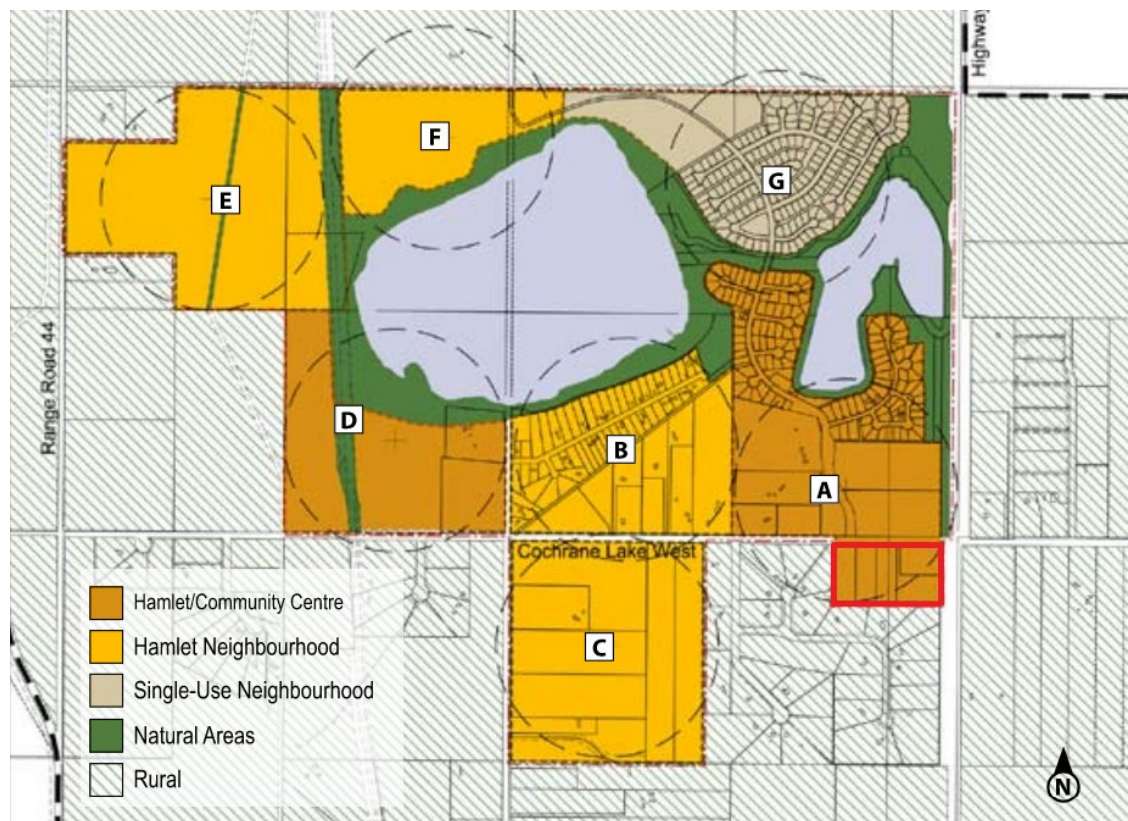 Highway
F
E
G
Range Road 44
D
B
A
Cochrane Lake West
C
Hamlet/Community Centre
Hamlet Neighbourhood
Single-Use Neighbourhood
Natural Areas
Rural
N